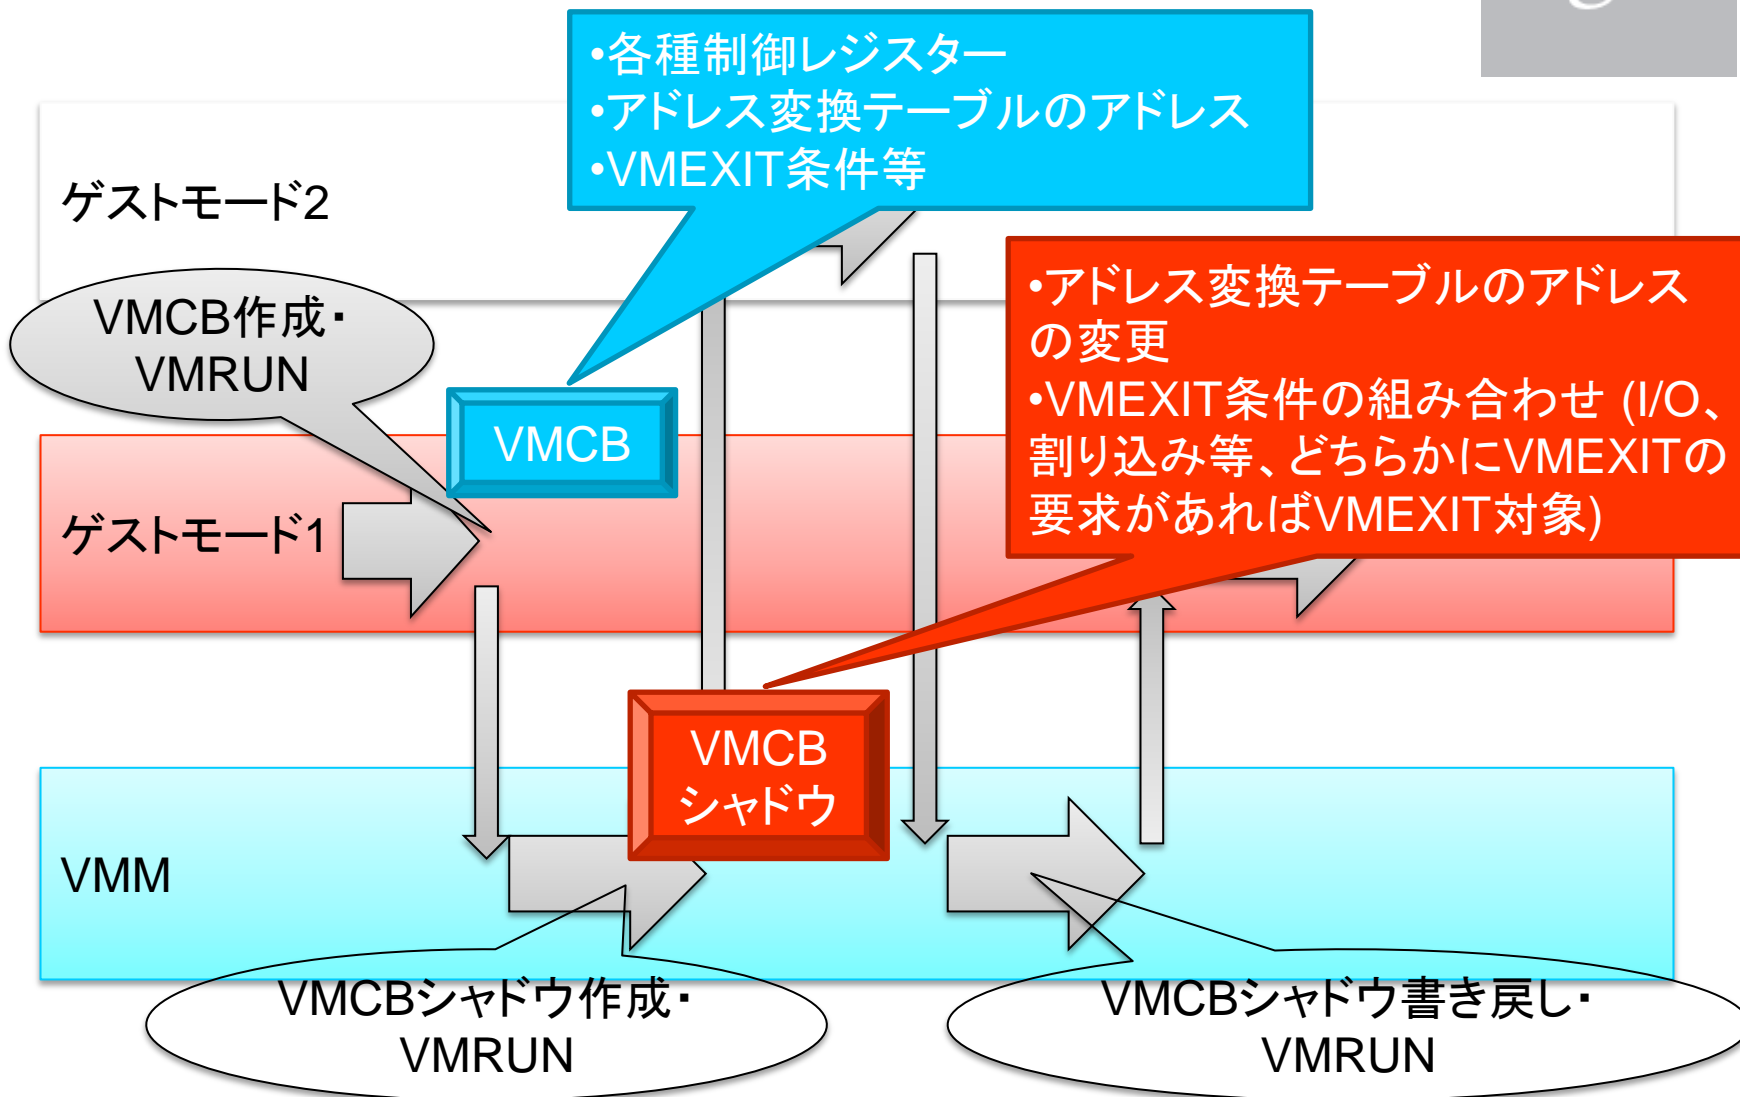 •各種制御レジスター
•アドレス変換テーブルのアドレス
•VMEXIT条件等
ゲストモード2
•アドレス変換テーブルのアドレス
の変更
•VMEXIT条件の組み合わせ (I/O、
割り込み等、どちらかにVMEXITの
要求があればVMEXIT対象)
VMCB作成・
VMRUN
VMCB
ゲストモード1
VMCB
シャドウ
VMM
VMCBシャドウ作成・
VMRUN
VMCBシャドウ書き戻し・
VMRUN